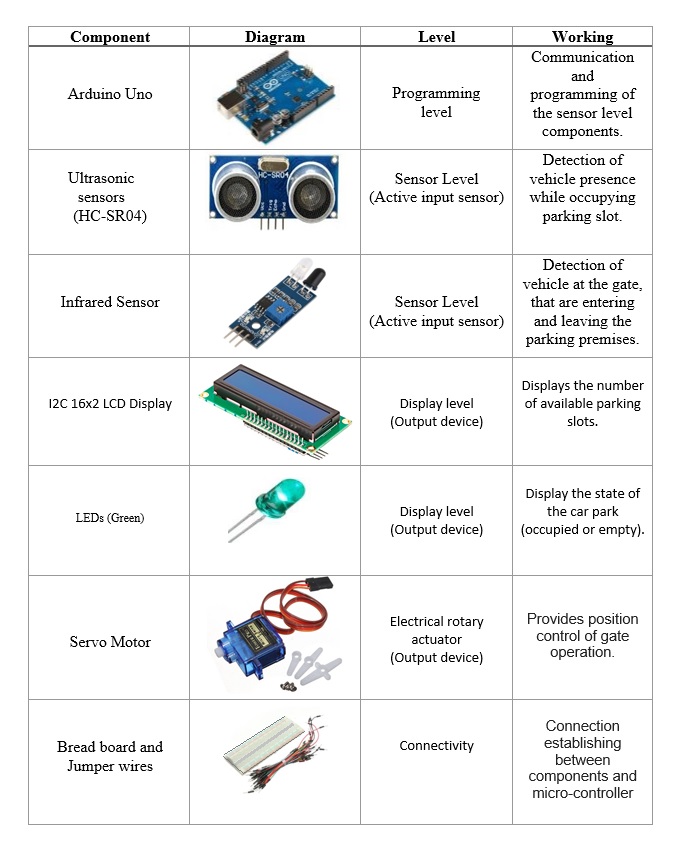 Component Diagram Level Working
Arduino Uno
Programming
level
Communication
and
programming of
the sensor level
components.
Ultrasonic
sensors
(HC-SR04)
HC-SR04
Sensor Level
(Active input sensor)
Detection of
vehicle presence
while occupying
parking slot.
Infrared Sensor
Sensor Level
(Active input sensor)
Detection of
vehicle at the gate,
that are entering
and leaving the
parking premises.
I2C 16x2 LCD Display
Display level
(Output device)
Displays the number
of available parking
slots.
LEDs (Green)
Display level
(Output device)
Display the state of
the car park
(occupied or empty).
Servo Motor
Electrical rotary
actuator
(Output device)
Provides position
control of gate
operation.
Bread board and
Jumper wires
Connectivity
Connection
establishing
between
components and
micro-controller